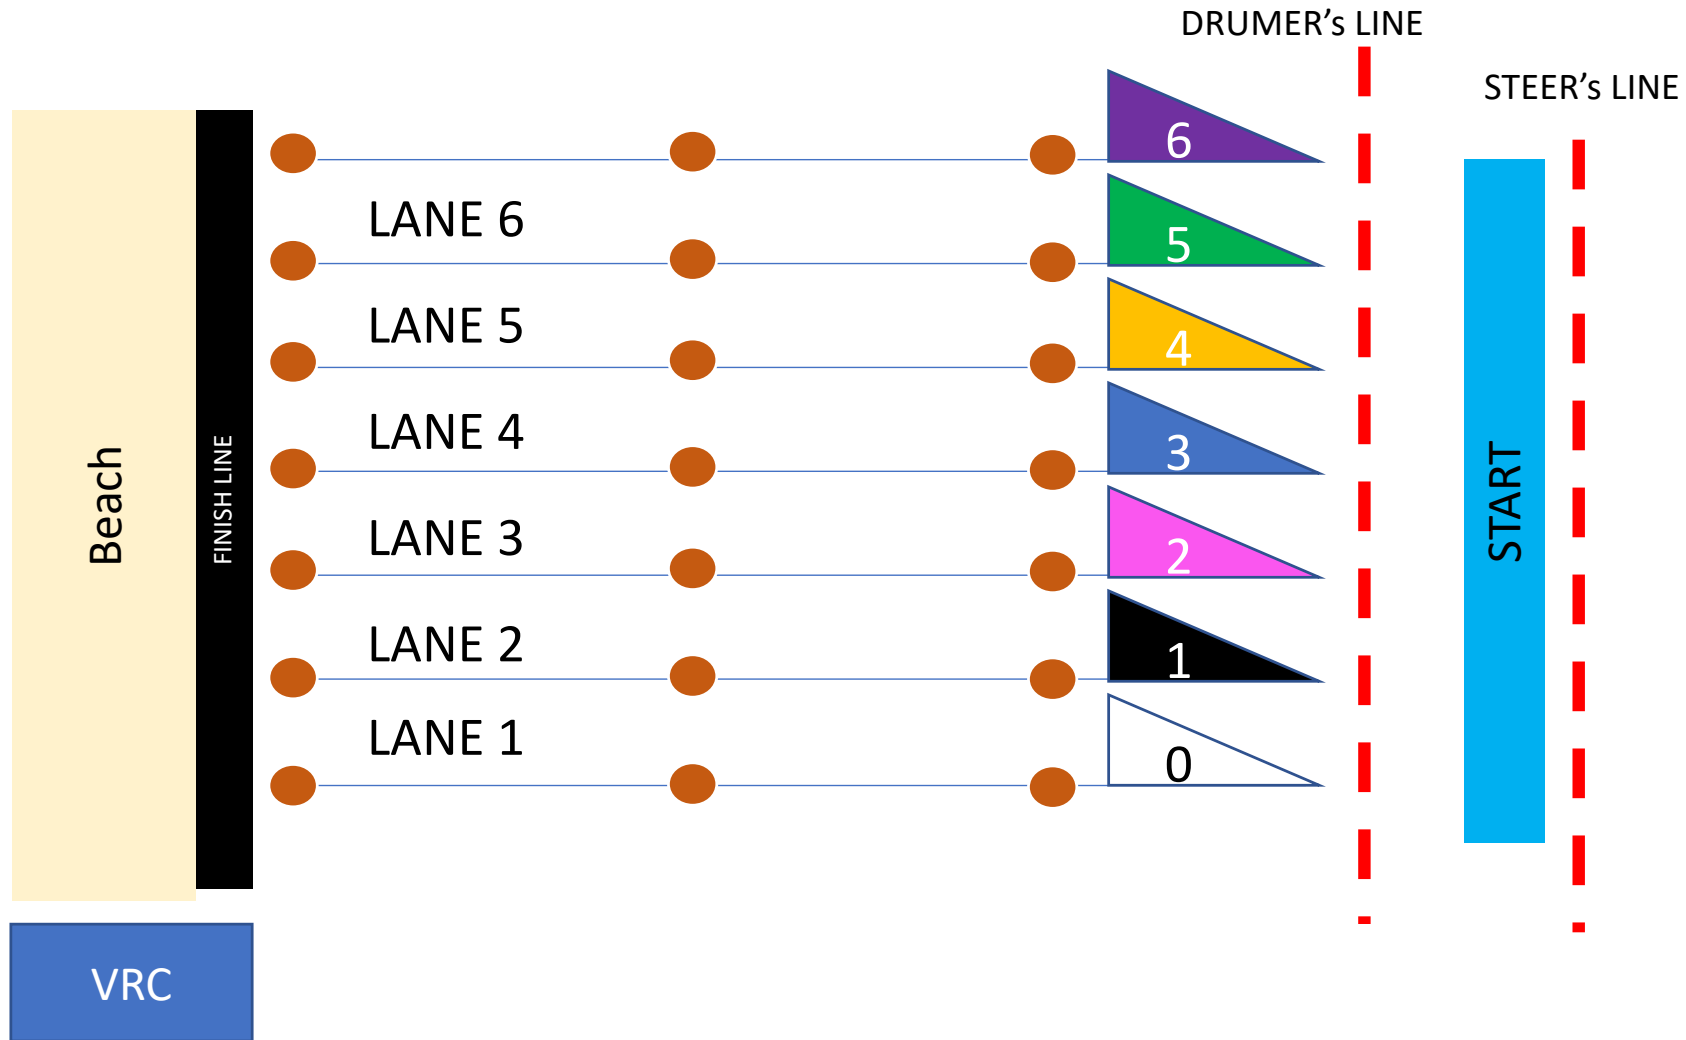 DRUMER's LINE
STEER's LINE
6
LANE 6
5
LANE 5
4
LANE 4
3
LANE 3
2
LANE 2
1
LANE 1
0
Beach
FINISH LINE
START
VRC